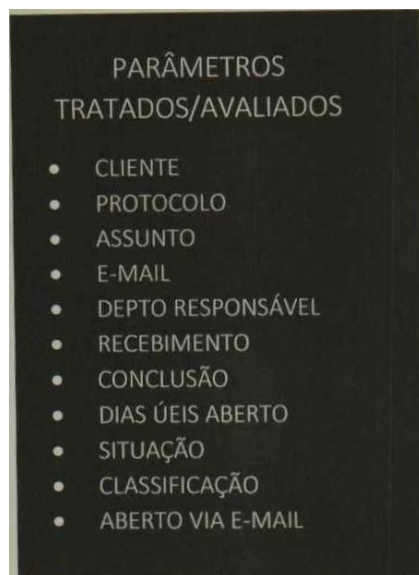 PARÂMETROS
TRATADOS/AVALIADOS
• CLIENTE
• PROTOCOLO
• ASSUNTO
• E-MAIL
• DEPTO RESPONSÁVEL
• RECEBIMENTO
• CONCLUSÃO
• DIAS ÚEIS ABERTO
• SITUAÇÃO
• CLASSIFICAÇÃO
• ABERTO VIA E-MAIL